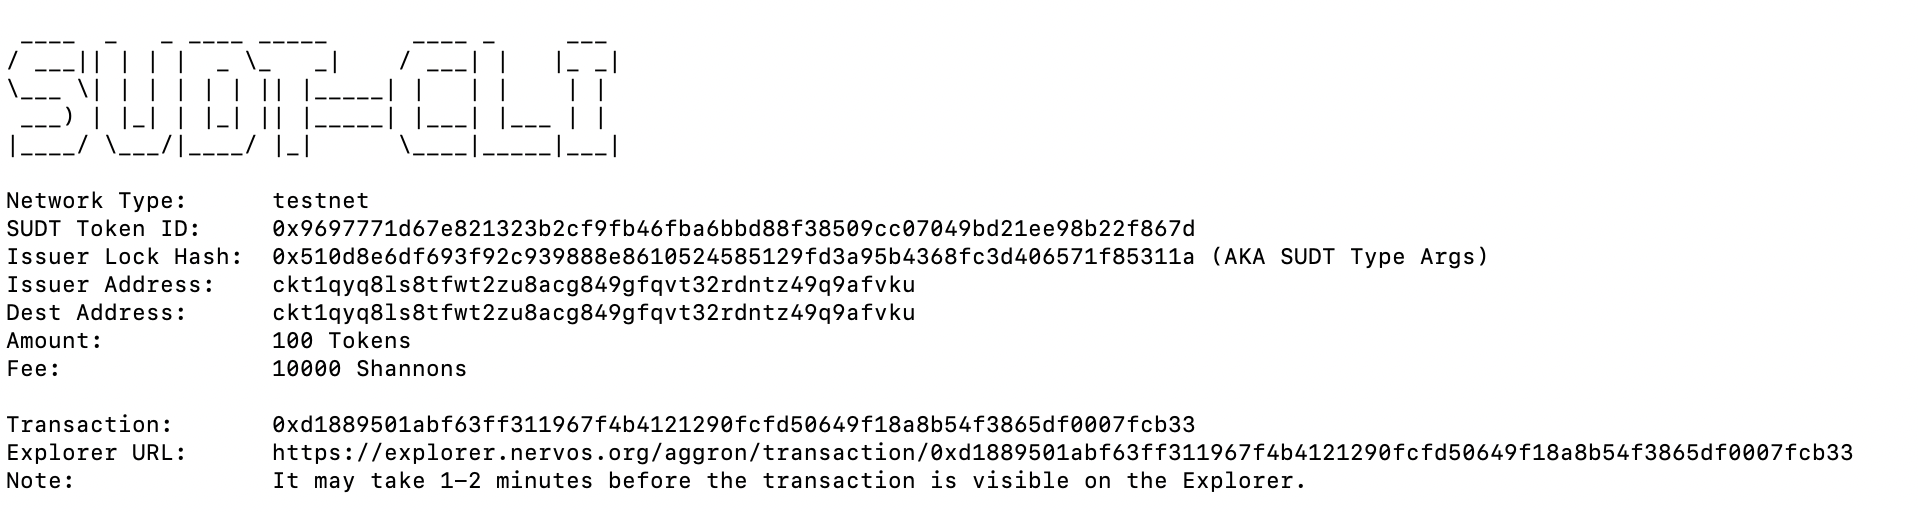 SUDT-CLI
Network Type: testnet
SUDT Token ID: 0x9697771d67e821323b2cf9fb46fba6bbd88f38509cc07049bd21ee98b22f867d
Issuer Lock Hash: 0x510d8e6df693f92c939888e8610524585129fd3a95b4368fc3d406571f85311a (AKA SUDT Type Args)
Issuer Address: ckt1qyq8ls8tfwt2zu8acg849gfqvt32rdntz49q9afvku
Dest Address: ckt1qyq8ls8tfwt2zu8acg849gfqvt32rdntz49q9afvku
Amount: 100 Tokens
Fee: 10000 Shannons
Transaction: 0xd1889501abf63ff311967f4b4121290fcfd50649f18a8b54f3865df0007fcb33
Explorer URL: https://explorer.nervos.org/aggron/transaction/0xd1889501abf63ff311967f4b4121290fcfd50649f18a8b54f3865df0007fcb33
Note: It may take 1-2 minutes before the transaction is visible on the Explorer.